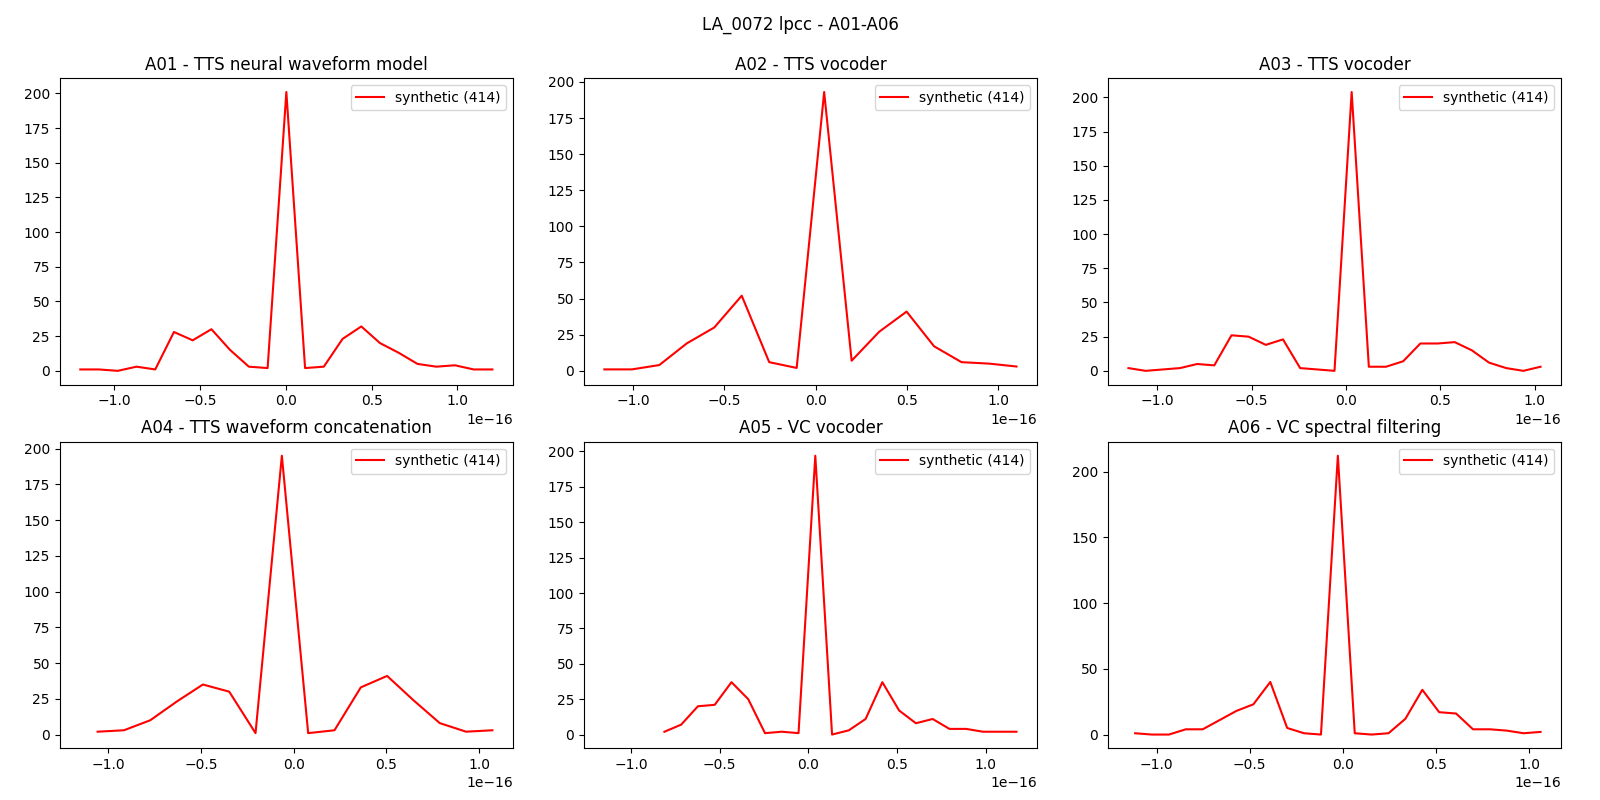 LA_0072 lpcc - A01-A06
A01 - TTS neural waveform model
A02 - TTS vocoder
A03 - TTS vocoder
synthetic (414)
synthetic (414)
synthetic (414)
200
175
150
125
100
75
50
25
0
−1.0 −0.5 0.0 0.5 1.0
1e−16
200
175
150
125
100
75
50
25
0
−1.0 −0.5 0.0 0.5 1.0
1e−16
200
175
150
125
100
75
50
25
0
−1.0 −0.5 0.0 0.5 1.0
1e−16
A04 - TTS waveform concatenation
A05 - VC vocoder
A06 - VC spectral filtering
synthetic (414)
synthetic (414)
synthetic (414)
200
175
150
125
100
75
50
25
0
−1.0 −0.5 0.0 0.5 1.0
1e−16
200
175
150
125
100
75
50
25
0
−1.0 −0.5 0.0 0.5 1.0
1e−16
200
150
100
50
0
−1.0 −0.5 0.0 0.5 1.0
1e−16